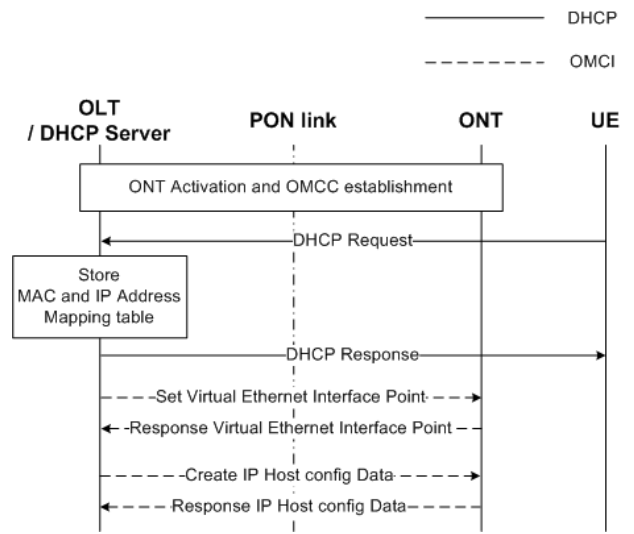 DHCP
OMCI
OLT
/ DHCP Server
PON link
ONT
UE
ONT Activation and OMCC establishment
DHCP Request
Store
MAC and IP Address
Mapping table
DHCP Response
Set Virtual Ethernet Interface Point
Response Virtual Ethernet Interface Point
Create IP Host config Data
Response IP Host config Data